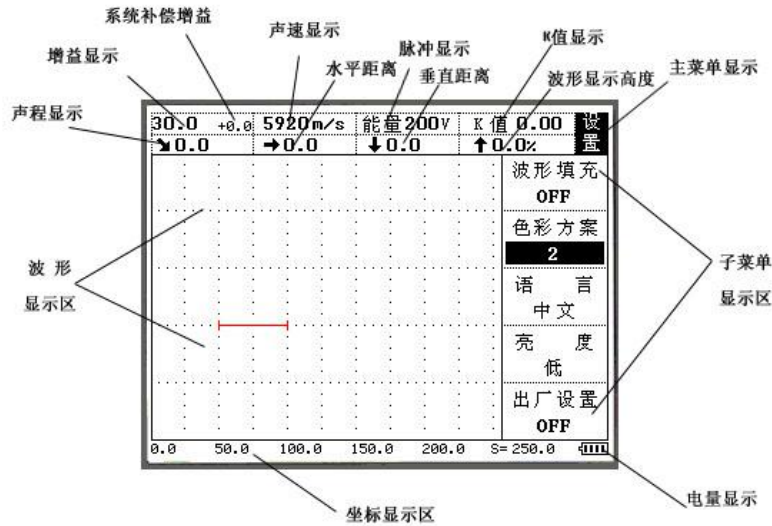 系统补偿增益
增益显示
声速显示
水平距离
脉冲显示
垂直距离
K值显示
波形显示高度
主菜单显示
声程显示
30.0 +0.0 5920m/s 能量200V K值 0.00 设置
↘0.0 →0.0 ↓0.0 ↑0.0%
波形填充
OFF
色彩方案
2
语 言
中文
亮 度
低
出厂设置
OFF
波 形
显示区
子菜单
显示区
0.0 50.0 100.0 150.0 200.0 S= 250.0
坐标显示区
电量显示